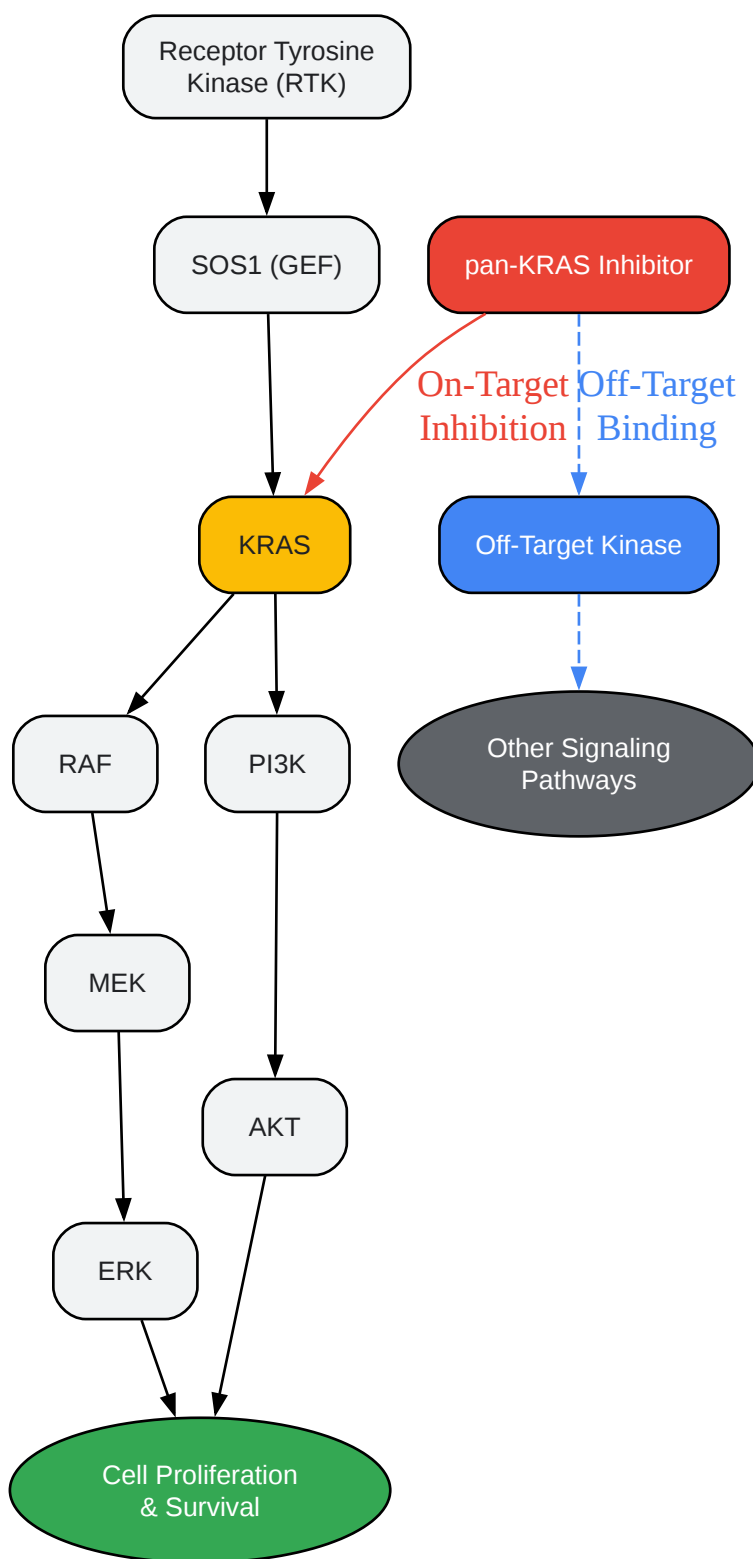 Receptor Tyrosine
Kinase (RTK)
SOS1 (GEF)
pan-KRAS Inhibitor
On-Target
Inhibition
Off-Target
Binding
KRAS
Off-Target Kinase
RAF
PI3K
Other Signaling
Pathways
MEK
AKT
ERK
Cell Proliferation
& Survival